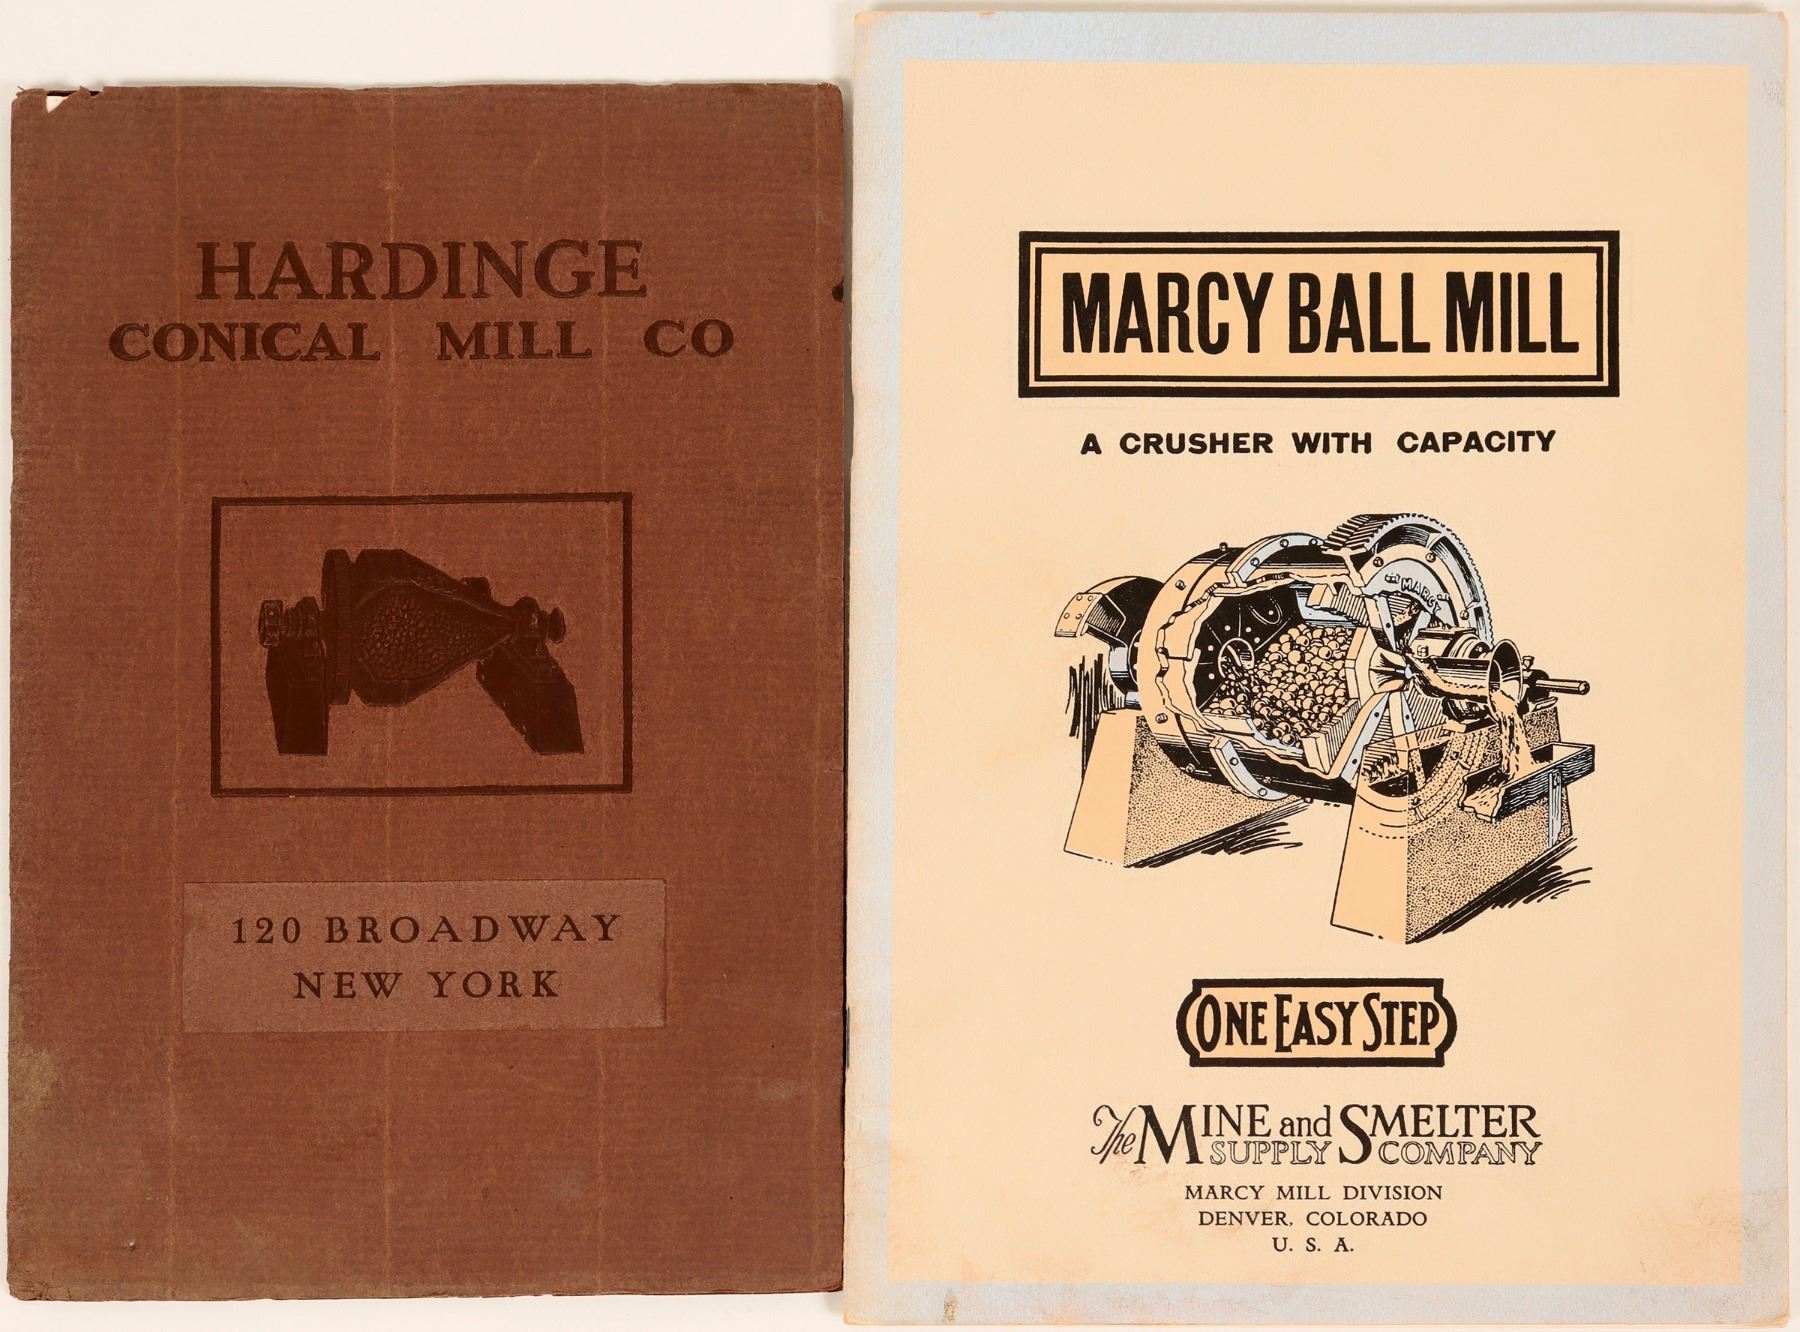 HARDINGE
CONICAL MILL CO
120 BROADWAY
NEW YORK
MARCY BALL MILL
A CRUSHER WITH CAPACITY
MARCY
ONE EASY STEP
The MINE and SMELTER
SUPPLY COMPANY
MARCY MILL DIVISION
DENVER, COLORADO
U. S. A.